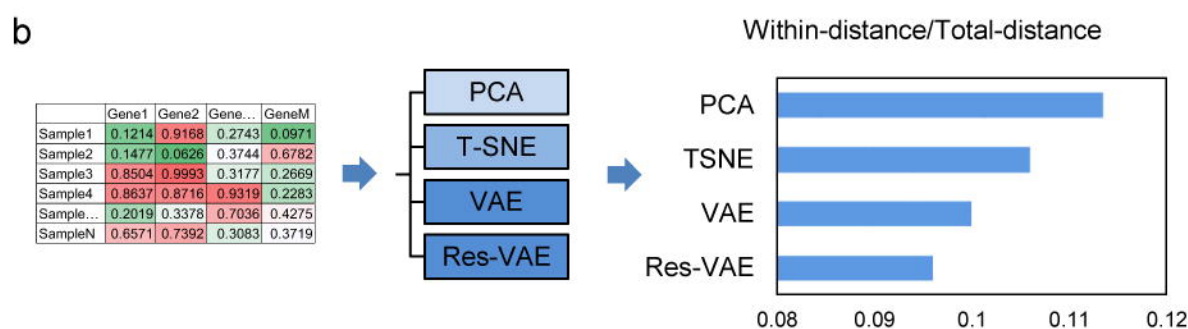 b
Within-distance/Total-distance
Gene1 Gene2 Gene... GeneM
Sample1 0.1214 0.9168 0.2743 0.0971
Sample2 0.1477 0.0626 0.3744 0.6782
Sample3 0.8504 0.9993 0.3177 0.2669
Sample4 0.8637 0.8716 0.9319 0.2283
Sample... 0.2019 0.3378 0.7036 0.4275
SampleN 0.6571 0.7392 0.3083 0.3719
PCA
T-SNE
VAE
Res-VAE
PCA
TSNE
VAE
Res-VAE
0.08 0.09 0.1 0.11 0.12